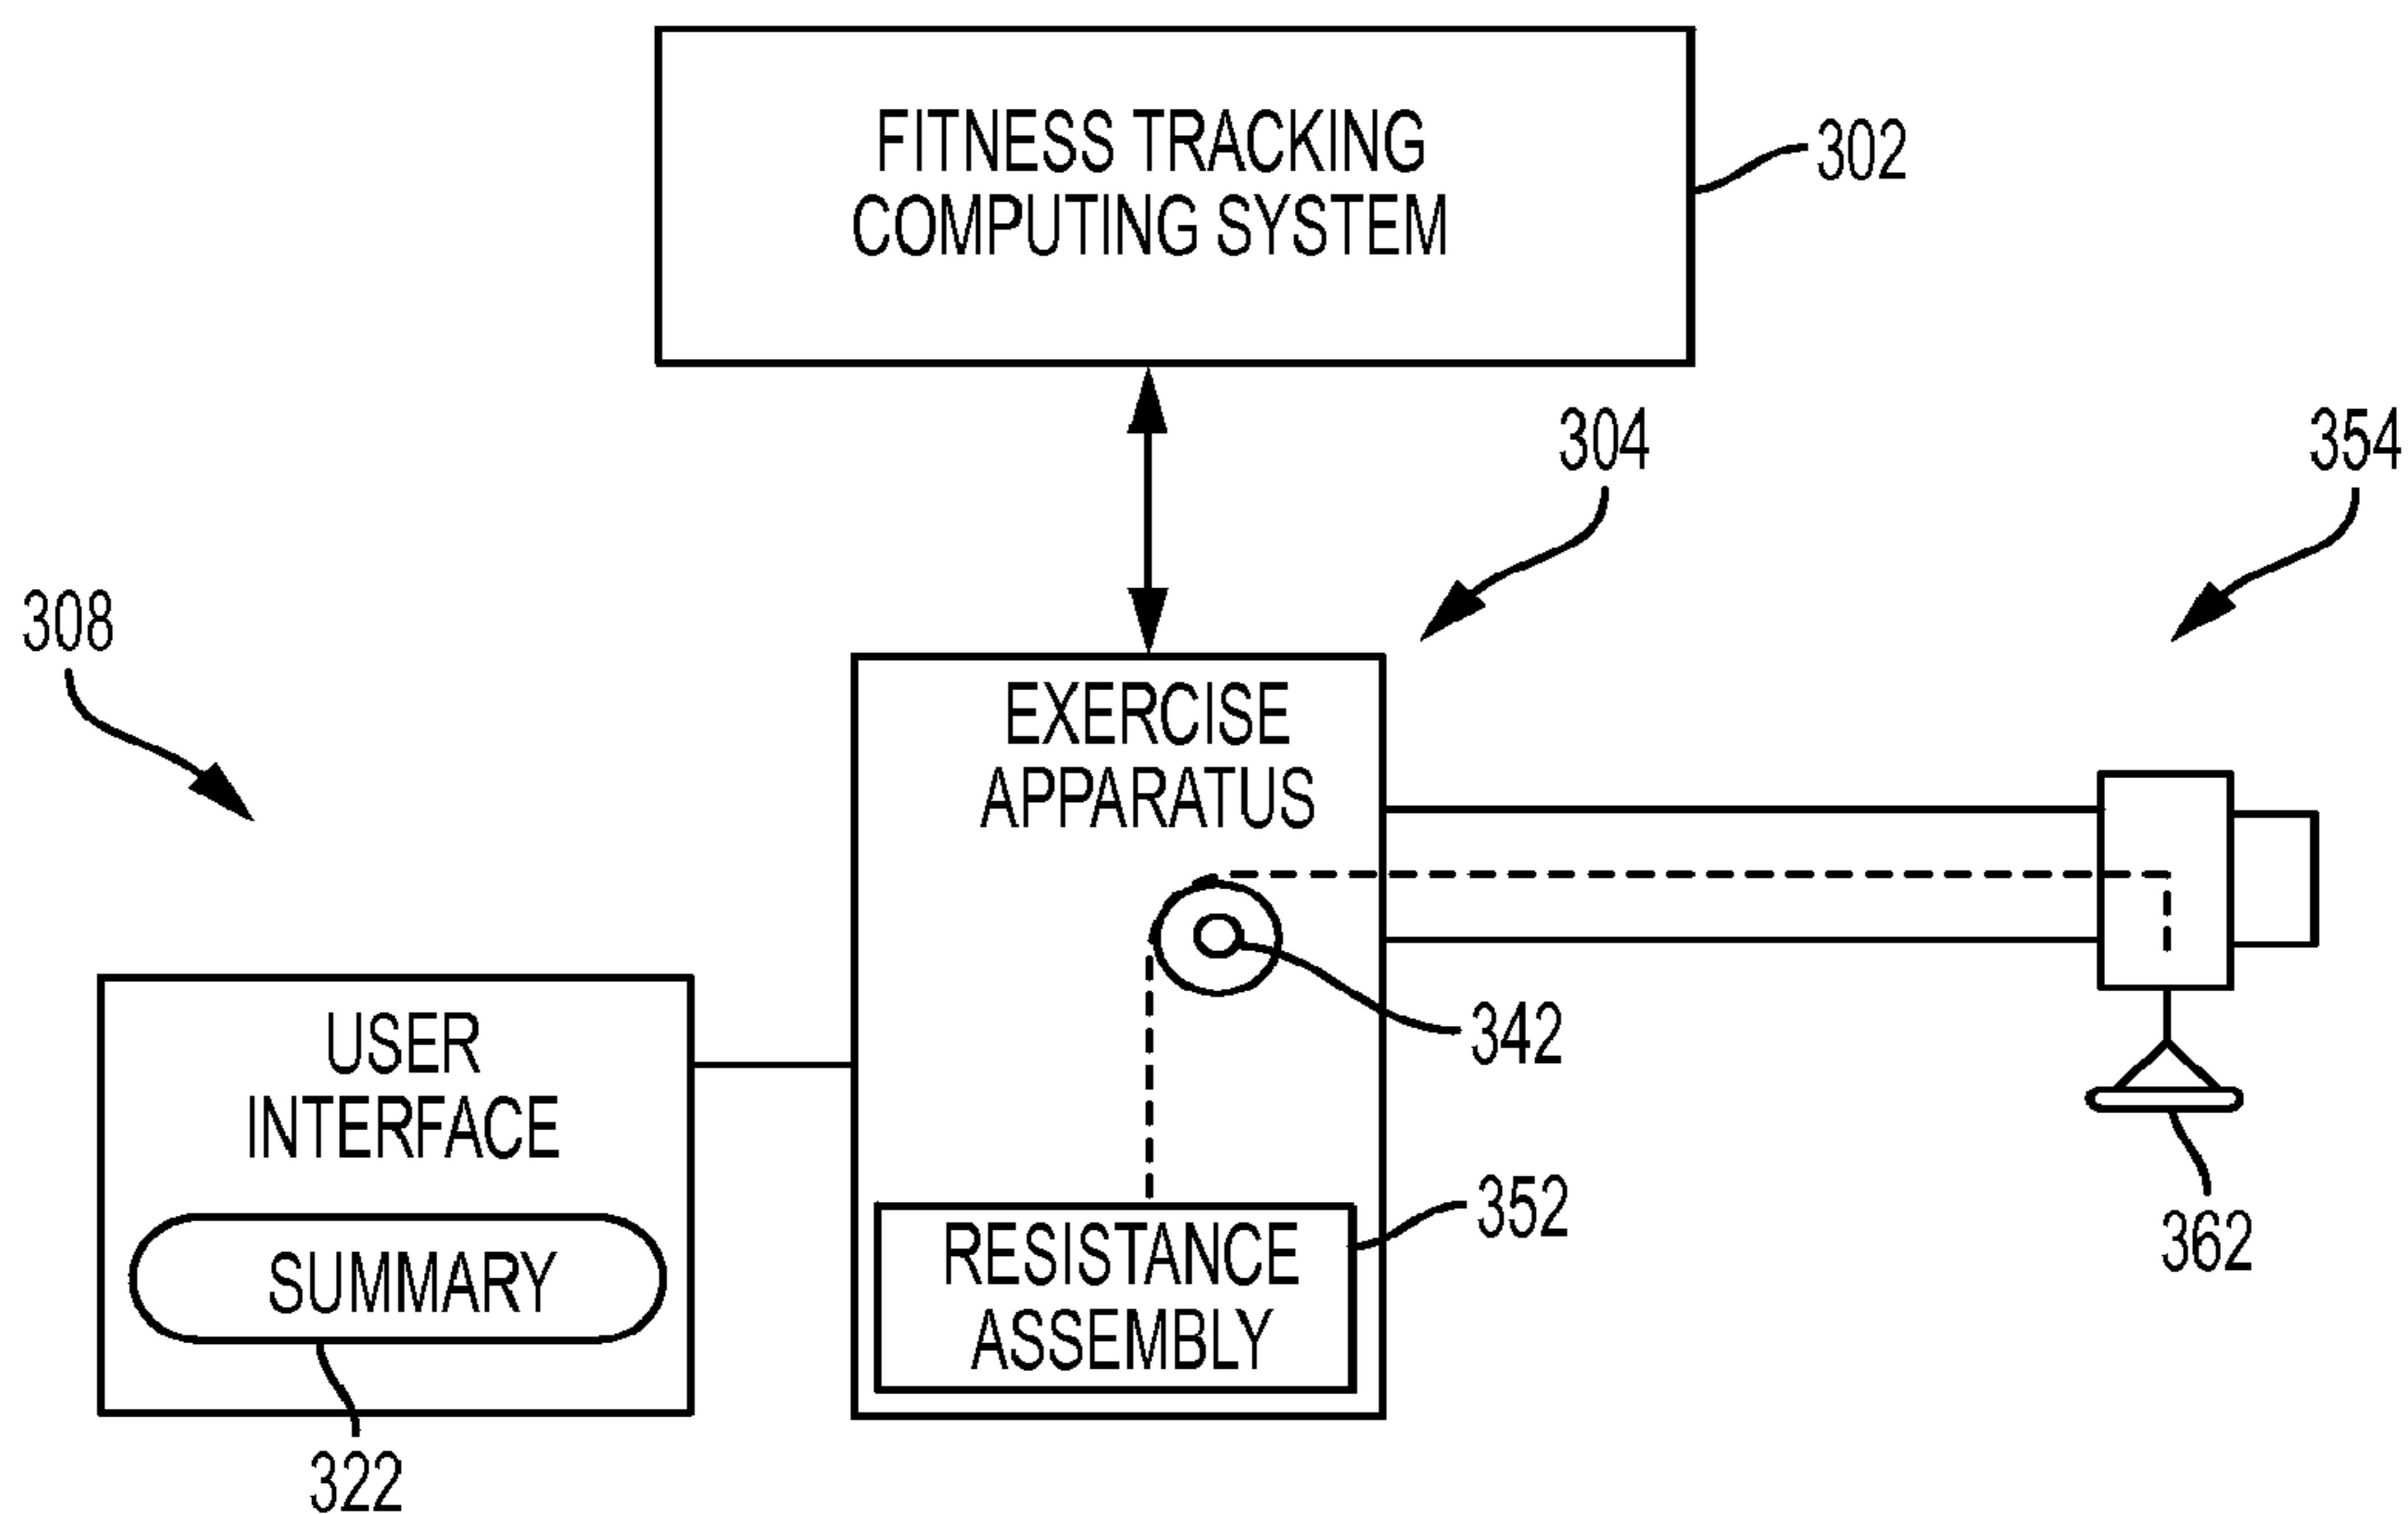 FITNESS TRACKING
COMPUTING SYSTEM
302
304
354
308
EXERCISE
APPARATUS
342
USER
INTERFACE
SUMMARY
322
RESISTANCE
ASSEMBLY
352
362